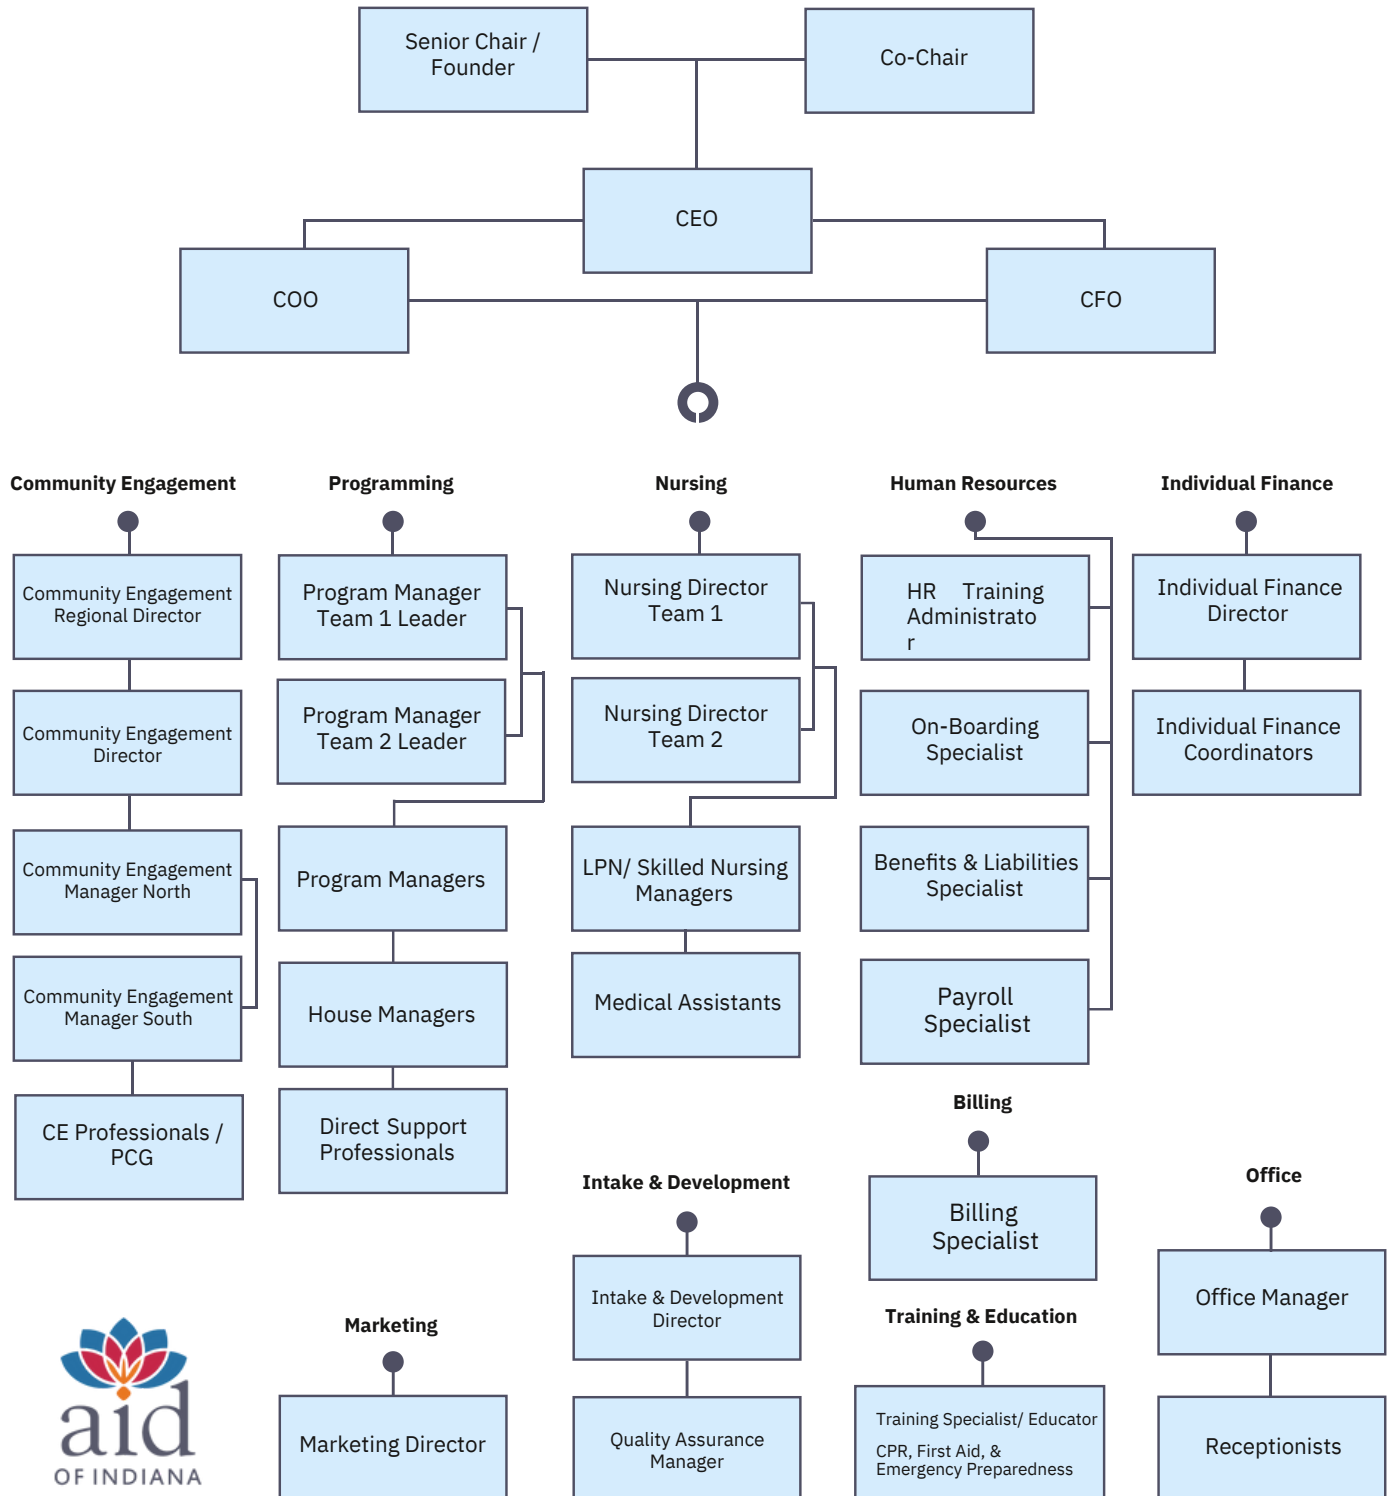 Senior Chair /
Founder
Co-Chair
CEO
COO
CFO
Community Engagement
Programming
Nursing
Human Resources
Individual Finance
Community Engagement
Regional Director
Community Engagement
Director
Community Engagement
Manager North
Community Engagement
Manager South
CE Professionals /
PCG
Program Manager
Team 1 Leader
Program Manager
Team 2 Leader
Program Managers
House Managers
Direct Support
Professionals
Nursing Director
Team 1
Nursing Director
Team 2
LPN/ Skilled Nursing
Managers
Medical Assistants
HR Training
Administrato
r
On-Boarding
Specialist
Benefits & Liabilities
Specialist
Payroll
Specialist
Individual Finance
Director
Individual Finance
Coordinators
Billing
Billing
Specialist
Intake & Development
Intake & Development
Director
Quality Assurance
Manager
Office
Office Manager
Receptionists
Marketing
Marketing Director
Training & Education
Training Specialist/ Educator
CPR, First Aid, &
Emergency Preparedness
aid
OF INDIANA